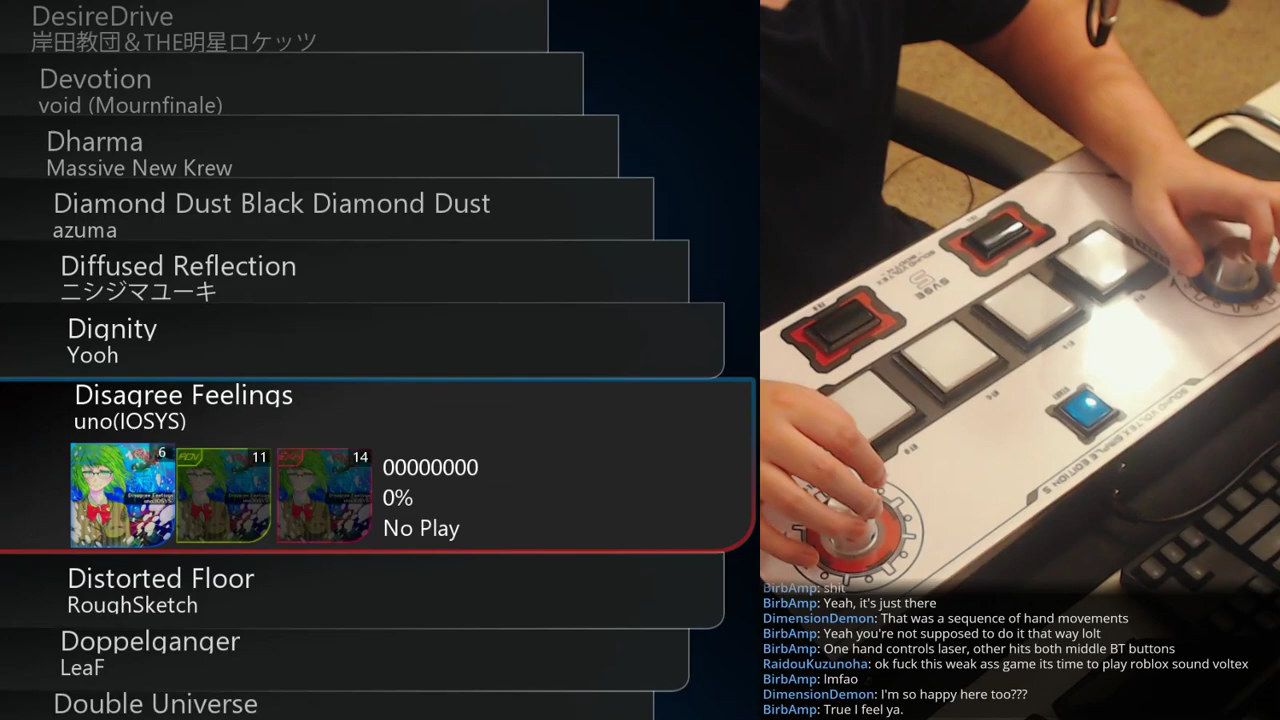 DesireDrive
岸田教団＆THE明星ロケッツ
Devotion
void (Mournfinale)
Dharma
Massive New Krew
Diamond Dust Black Diamond Dust
azuma
Diffused Reflection
ニシジマユーキ
Dignity
Yooh
Disagree Feelings
uno(IOSYS)
6
ADV 11
14
00000000
0%
No Play
Distorted Floor
RoughSketch
Doppelganger
LeaF
Double Universe
START
SOUND VOLTEX SIMPLE EDITION S
BirbAmp: shit
BirbAmp: Yeah, it's just there
DimensionDemon: That was a sequence of hand movements
BirbAmp: Yeah you're not supposed to do it that way lolt
BirbAmp: One hand controls laser, other hits both middle BT buttons
RaidouKuzunoha: ok fuck this weak ass game its time to play roblox sound voltex
BirbAmp: lmfao
DimensionDemon: I'm so happy here too???
BirbAmp: True I feel ya.